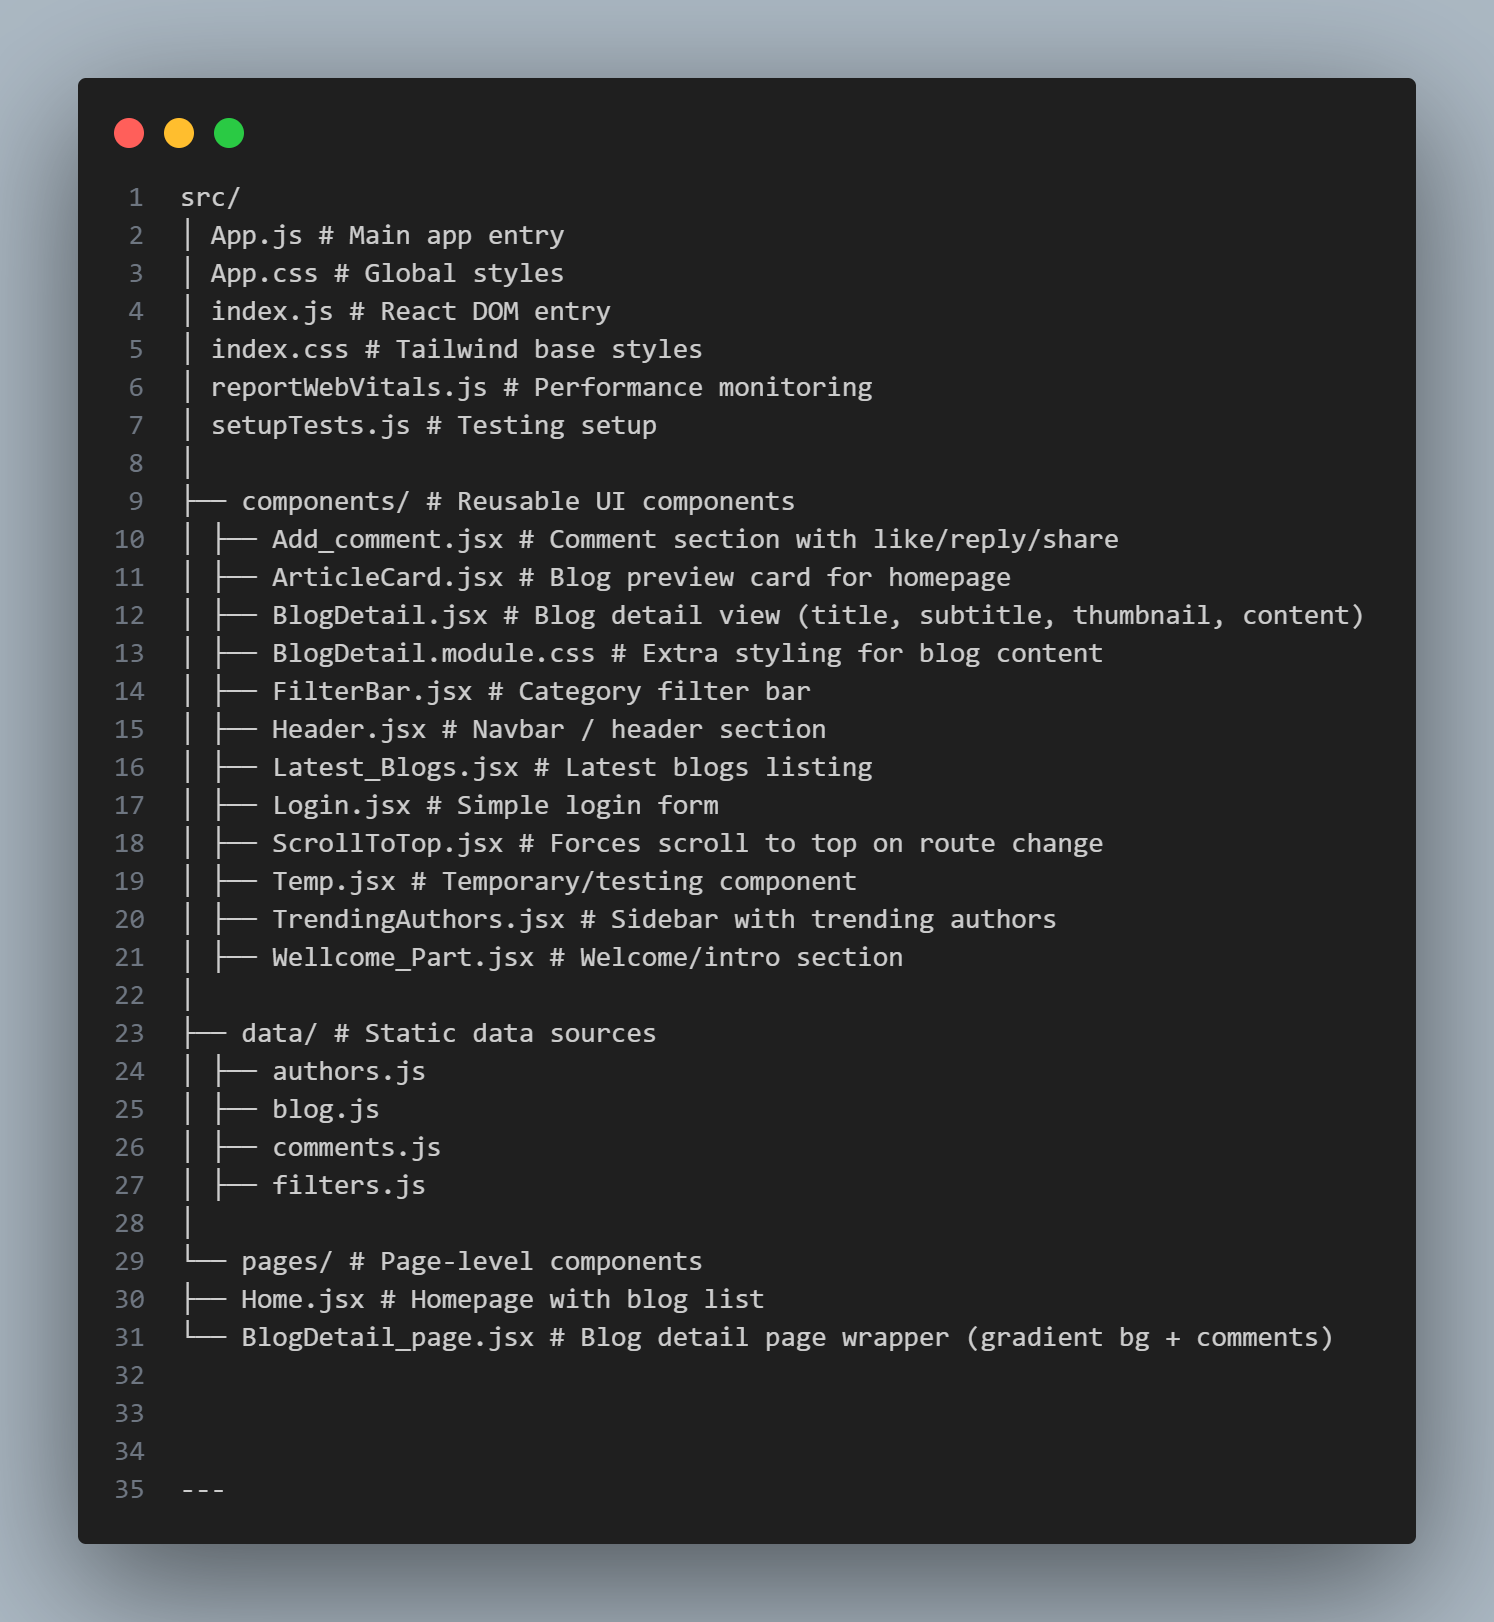 1 src/
2 │ App.js # Main app entry
3 │ App.css # Global styles
4 │ index.js # React DOM entry
5 │ index.css # Tailwind base styles
6 │ reportWebVitals.js # Performance monitoring
7 │ setupTests.js # Testing setup
8 │
9 ├── components/ # Reusable UI components
10 │ ├── Add_comment.jsx # Comment section with like/reply/share
11 │ ├── ArticleCard.jsx # Blog preview card for homepage
12 │ ├── BlogDetail.jsx # Blog detail view (title, subtitle, thumbnail, content)
13 │ ├── BlogDetail.module.css # Extra styling for blog content
14 │ ├── FilterBar.jsx # Category filter bar
15 │ ├── Header.jsx # Navbar / header section
16 │ ├── Latest_Blogs.jsx # Latest blogs listing
17 │ ├── Login.jsx # Simple login form
18 │ ├── ScrollToTop.jsx # Forces scroll to top on route change
19 │ ├── Temp.jsx # Temporary/testing component
20 │ ├── TrendingAuthors.jsx # Sidebar with trending authors
21 │ ├── Wellcome_Part.jsx # Welcome/intro section
22 │
23 ├── data/ # Static data sources
24 │ ├── authors.js
25 │ ├── blog.js
26 │ ├── comments.js
27 │ ├── filters.js
28 │
29 └── pages/ # Page-level components
30 ├── Home.jsx # Homepage with blog list
31 └── BlogDetail_page.jsx # Blog detail page wrapper (gradient bg + comments)
32
33
34
35 ---